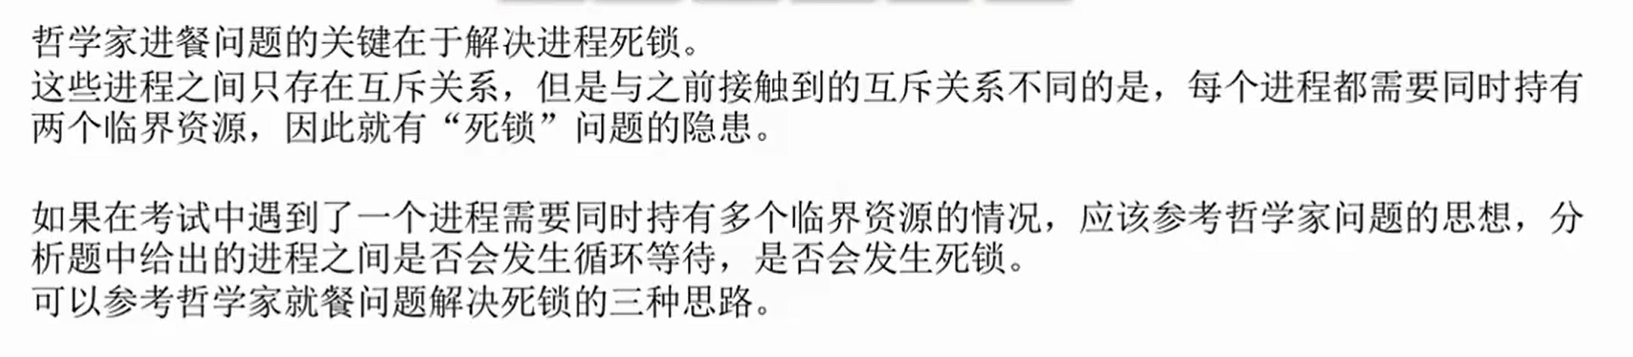 哲学家进餐问题的关键在于解决进程死锁。
这些进程之间只存在互斥关系，但是与之前接触到的互斥关系不同的是，每个进程都需要同时持有
两个临界资源，因此就有“死锁”问题的隐患。
如果在考试中遇到了一个进程需要同时持有多个临界资源的情况，应该参考哲学家问题的思想，分
析题中给出的进程之间是否会发生循环等待，是否会发生死锁。
可以参考哲学家就餐问题解决死锁的三种思路。